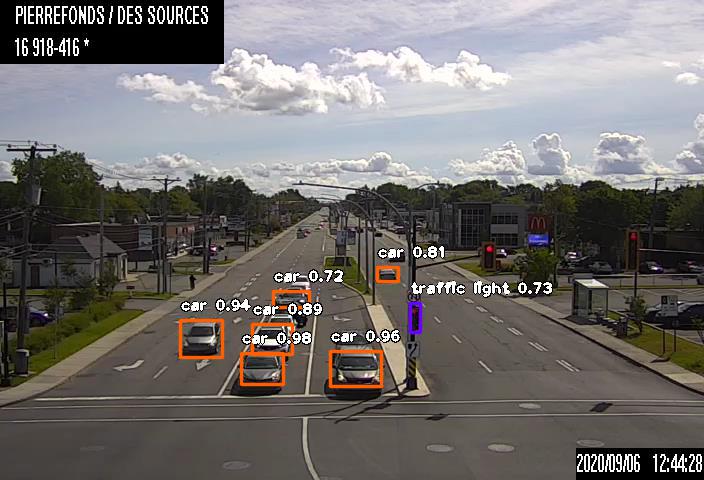 PIERREFONDS / DES SOURCES
16 918-416 *
car 0.81
car 0.72
traffic light 0.73
car 0.94
car 0.89
car 0.98
car 0.96
2020/09/06 12:44:28